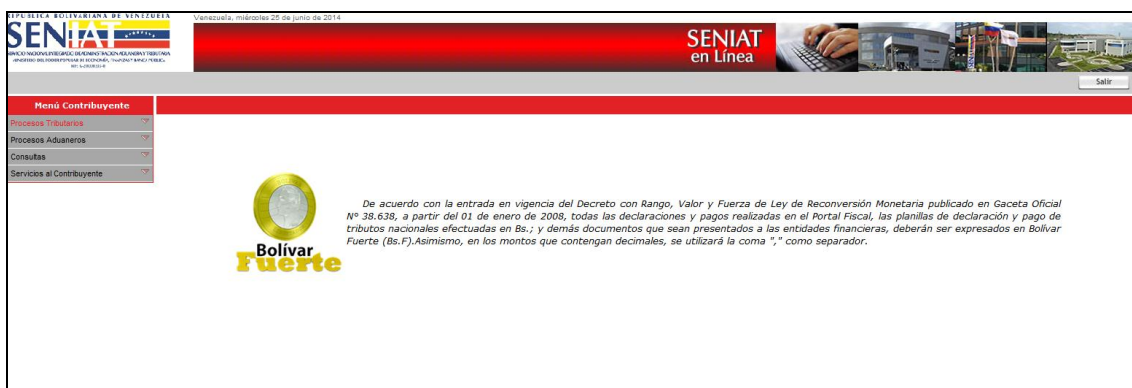 REPUBLICA BOLIVARIANA DE VENEZUELA
SENIAT
Venezuela, miércoles 25 de junio de 2014
SENIAT
en Línea
SENIAT
Salir
Menú Contribuyente
Procesos Tributarios
Procesos Aduaneros
Consultas
Servicios al Contribuyente
De acuerdo con la entrada en vigencia del Decreto con Rango, Valor y Fuerza de Ley de Reconversión Monetaria publicado en Gaceta Oficial
Nº 38.638, a partir del 01 de enero de 2008, todas las declaraciones y pagos realizadas en el Portal Fiscal, las planillas de declaración y pago de
tributos nacionales efectuadas en Bs.; y demás documentos que sean presentados a las entidades financieras, deberán ser expresados en Bolívar
Fuerte (Bs.F).Asimismo, en los montos que contengan decimales, se utilizará la coma "," como separador.
Bolívar
Fuerte